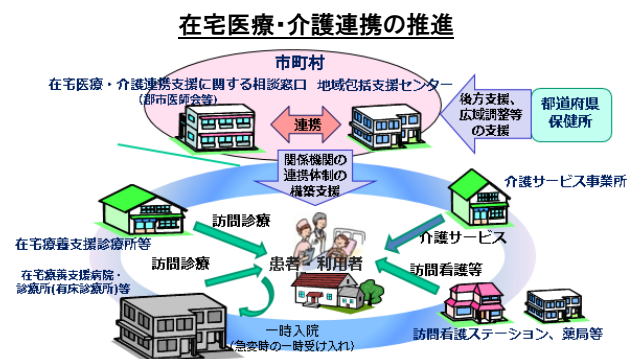 在宅医療・介護連携の推進
市町村
在宅医療・介護連携支援に関する相談窓口
(郡市医師会等)
地域包括支援センター
連携
後方支援、
広域調整等
の支援
都道府県
保健所
関係機関の
連携体制の
構築支援
介護サービス事業所
訪問診療
在宅療養支援診療所等
介護サービス
訪問診療
患者・利用者
訪問看護等
在宅療養支援病院・
診療所(有床診療所)等
一時入院
(急変時の一時受け入れ)
訪問看護ステーション、薬局等